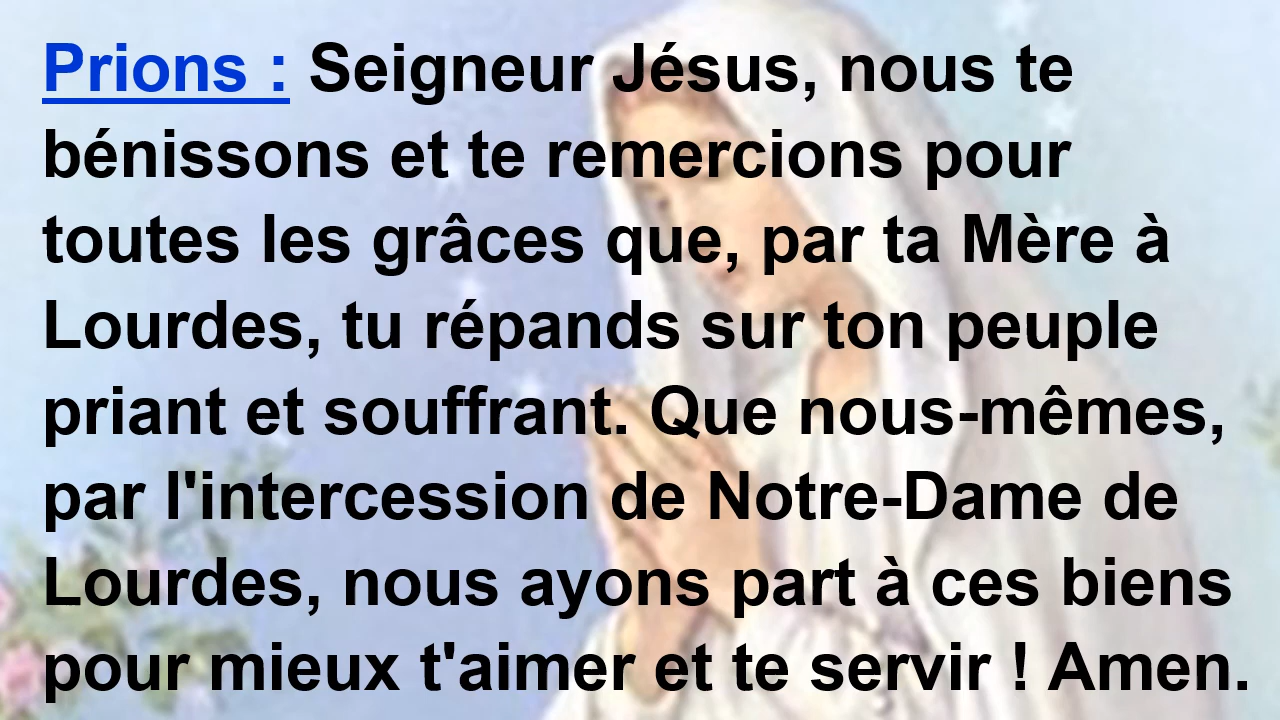 Prions : Seigneur Jésus, nous te
bénissons et te remercions pour
toutes les grâces que, par ta Mère à
Lourdes, tu répands sur ton peuple
priant et souffrant. Que nous-mêmes,
par l'intercession de Notre-Dame de
Lourdes, nous ayons part à ces biens
pour mieux t'aimer et te servir ! Amen.